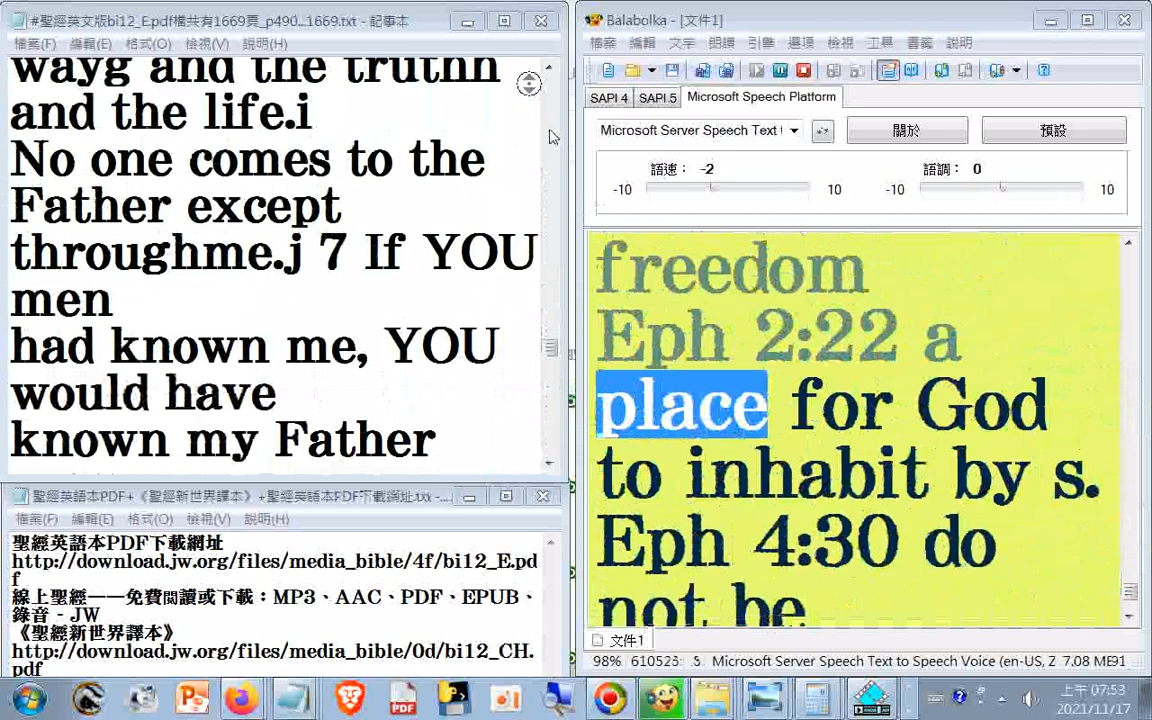 #聖經英文版bi12_E.pdf檔共有1669頁_p490...1669.txt - 記事本
檔案(F) 編輯(E) 格式(O) 檢視(V) 說明(H)
wayg and the truthh
and the life.i
No one comes to the
Father except
throughme.j 7 If YOU
men
had known me, YOU
would have
known my Father
聖經英語本PDF+《聖經新世界譯本》+聖經英語本PDF下載網址.txt - ...
檔案(F) 編輯(E) 格式(O) 檢視(V) 說明(H)
聖經英語本PDF下載網址
http://download.jw.org/files/media_bible/4f/bi12_E.pd
f
線上聖經——免費閱讀或下載：MP3、AAC、PDF、EPUB、
錄音 - JW
《聖經新世界譯本》
http://download.jw.org/files/media_bible/0d/bi12_CH.
pdf
Balabolka - [文件1]
檔案 編輯 文字 朗讀 引擎 選項 檢視 工具 書籤 說明
SAPI 4 SAPI 5 Microsoft Speech Platform
Microsoft Server Speech Text 關於 預設
語速： -2 語調： 0
-10 10 -10 10
freedom
Eph 2:22 a
place for God
to inhabit by s.
Eph 4:30 do
not be
文件1
98% Microsoft Server Speech Text to Speech Voice (en-US, Z 7.08 ME
PDF
上午 07:53
2021/11/17